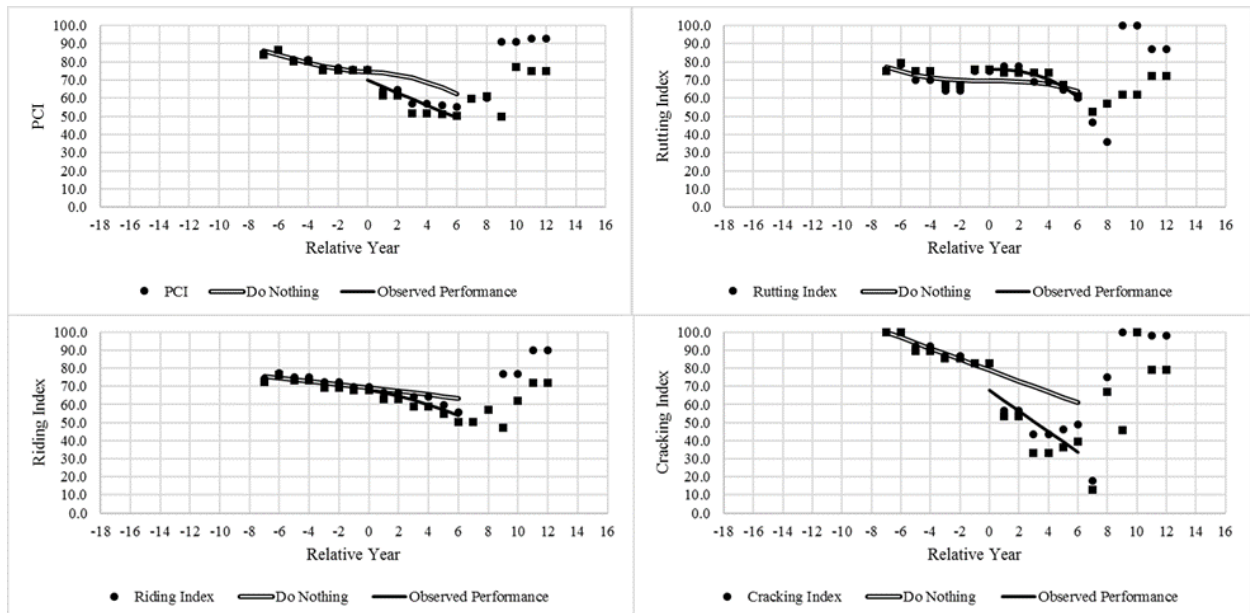 100.0
90.0
80.0
70.0
60.0
50.0
40.0
30.0
20.0
10.0
0.0
PCI
-18 -16 -14 -12 -10 -8 -6 -4 -2 0 2 4 6 8 10 12 14 16
Relative Year
PCI Do Nothing Observed Performance
100.0
90.0
80.0
70.0
60.0
50.0
40.0
30.0
20.0
10.0
0.0
Rutting Index
-18 -16 -14 -12 -10 -8 -6 -4 -2 0 2 4 6 8 10 12 14 16
Relative Year
Rutting Index Do Nothing Observed Performance
100.0
90.0
80.0
70.0
60.0
50.0
40.0
30.0
20.0
10.0
0.0
Riding Index
-18 -16 -14 -12 -10 -8 -6 -4 -2 0 2 4 6 8 10 12 14 16
Relative Year
Riding Index Do Nothing Observed Performance
100.0
90.0
80.0
70.0
60.0
50.0
40.0
30.0
20.0
10.0
0.0
Cracking Index
-18 -16 -14 -12 -10 -8 -6 -4 -2 0 2 4 6 8 10 12 14 16
Relative Year
Cracking Index Do Nothing Observed Performance